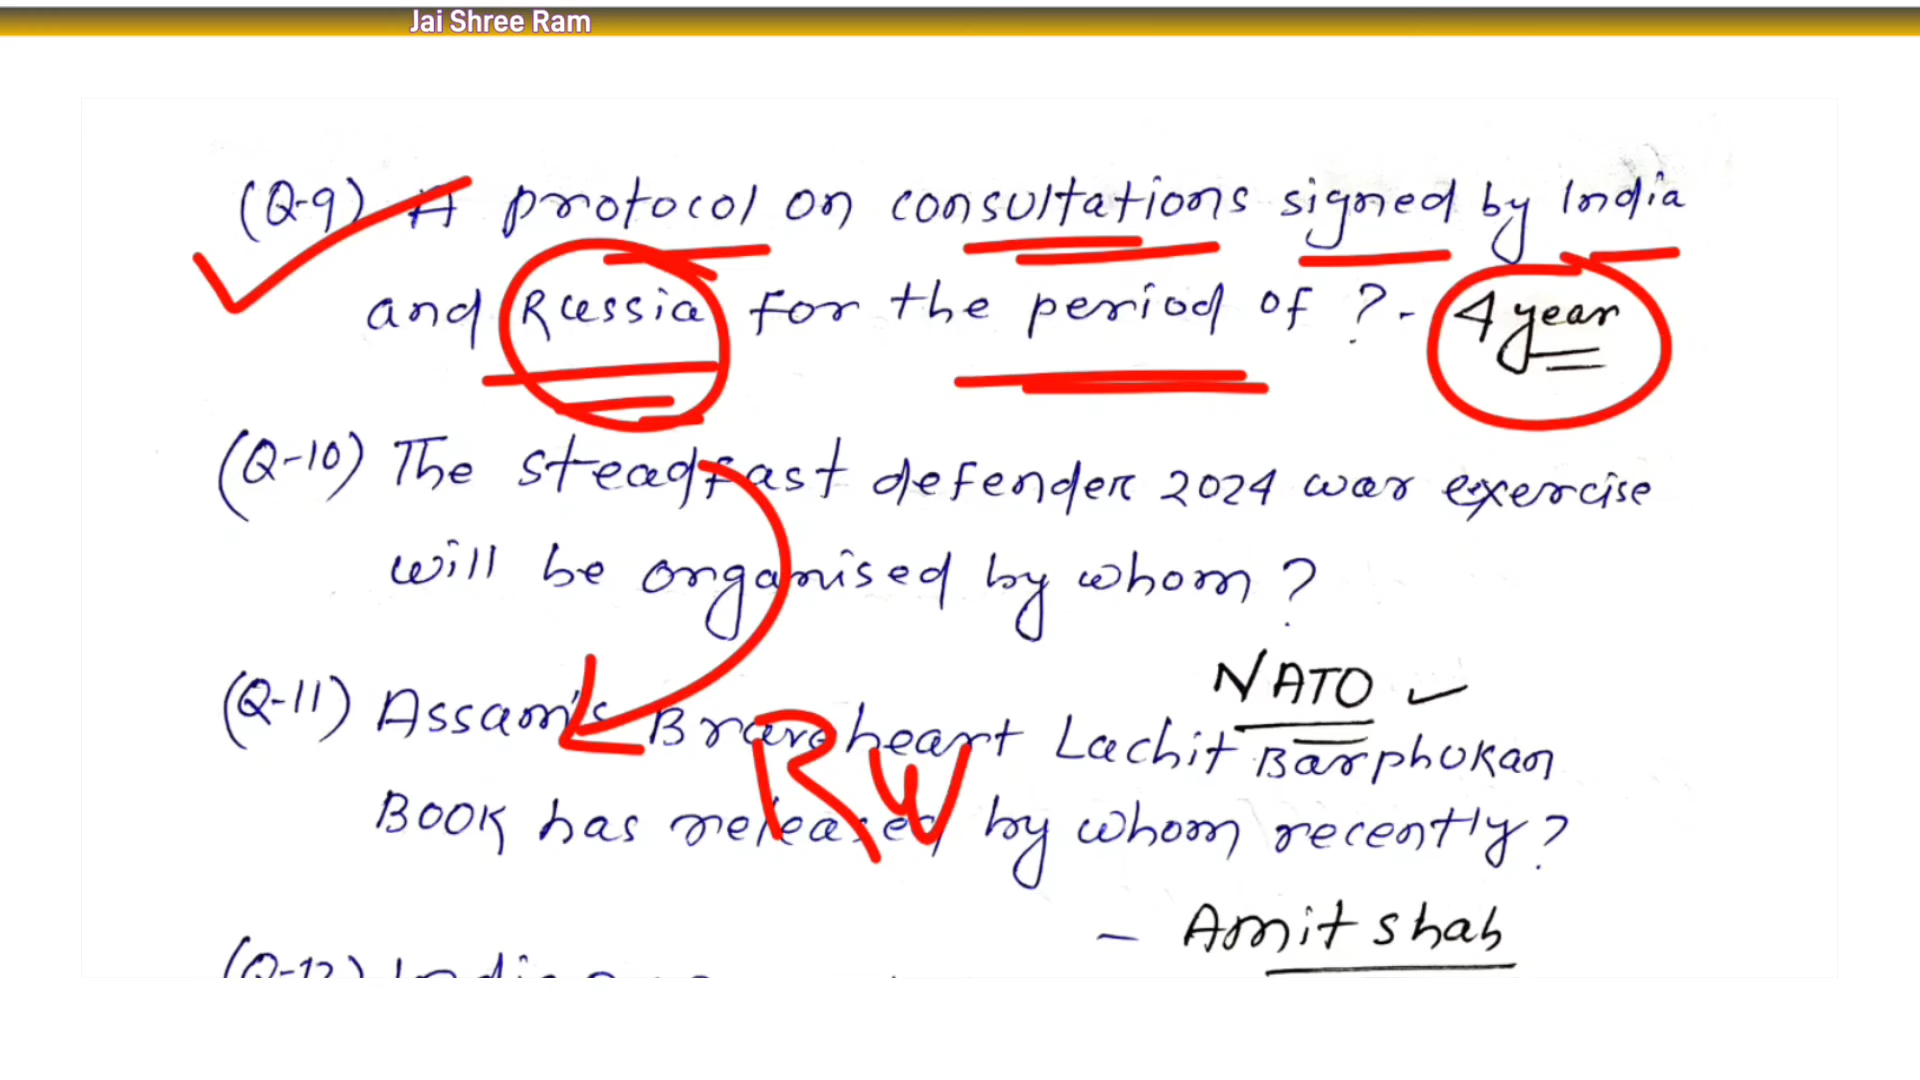 Jai Shree Ram
(Q-9) A protocol on consultations signed by India
and Russia for the period of ? - 4 year
(Q-10) The steadfast defender 2024 war exercise
will be organised by whom ?
NATO
(Q-11) Assam's Braveheart Lachit Barphukan
BOOK has released by whom recently ?
RW
- Amit shah
(Q-12)